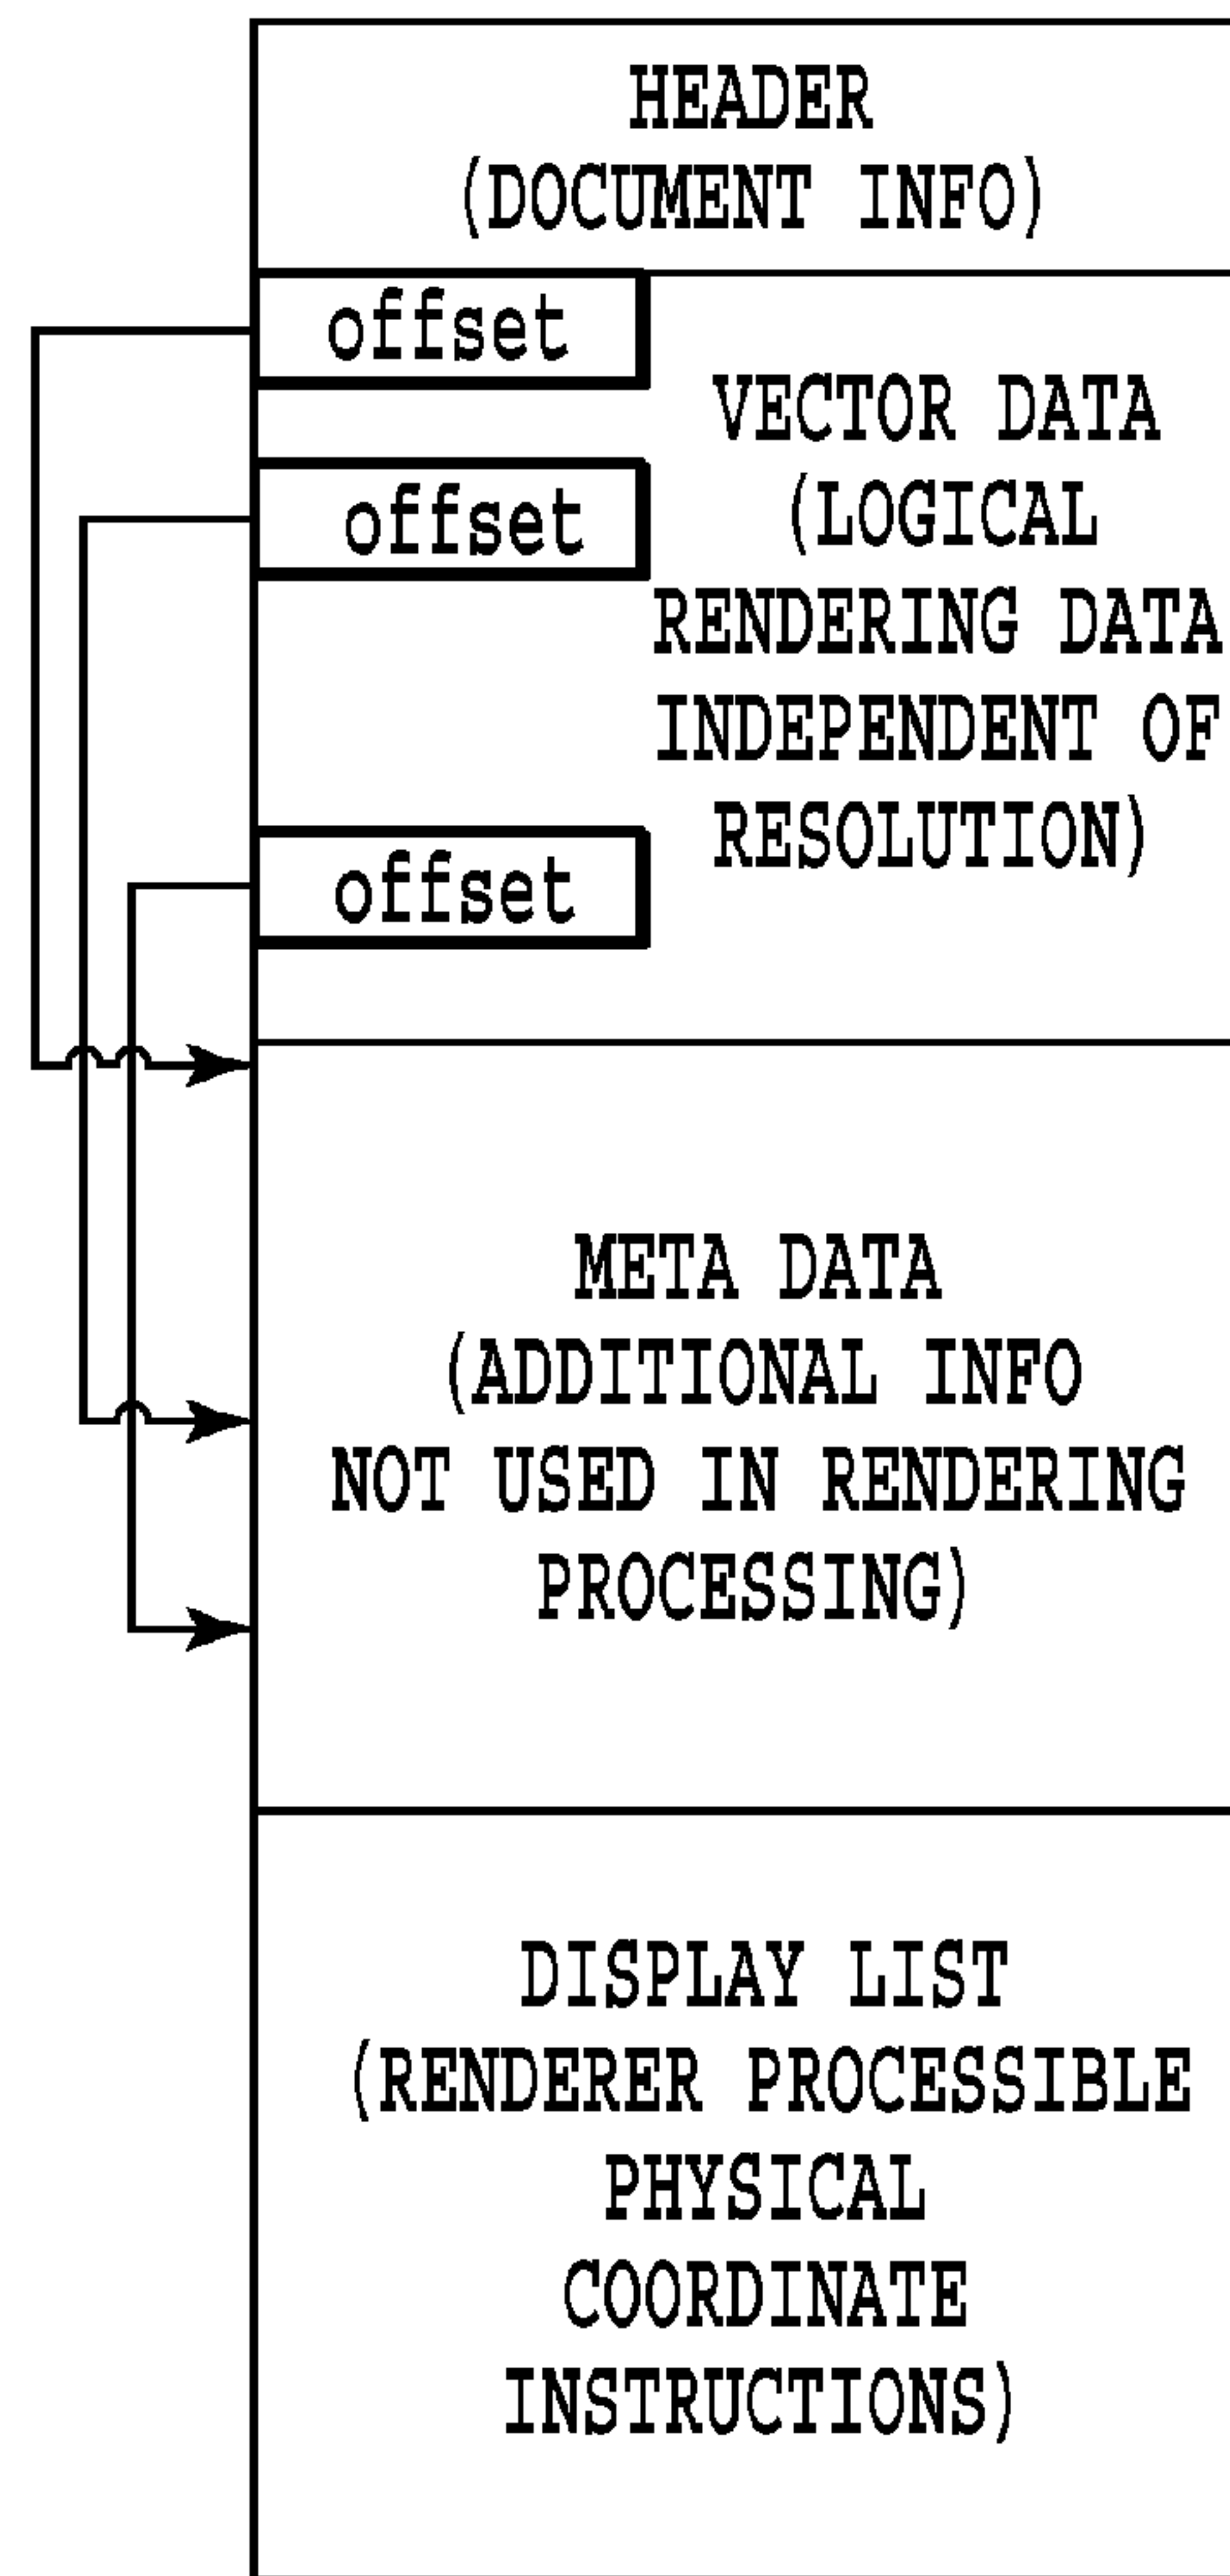 HEADER
(DOCUMENT INFO)
offset
VECTOR DATA
offset
(LOGICAL
RENDERING DATA
INDEPENDENT OF
RESOLUTION)
offset
META DATA
(ADDITIONAL INFO
NOT USED IN RENDERING
PROCESSING)
DISPLAY LIST
(RENDERER PROCESSIBLE
PHYSICAL
COORDINATE
INSTRUCTIONS)